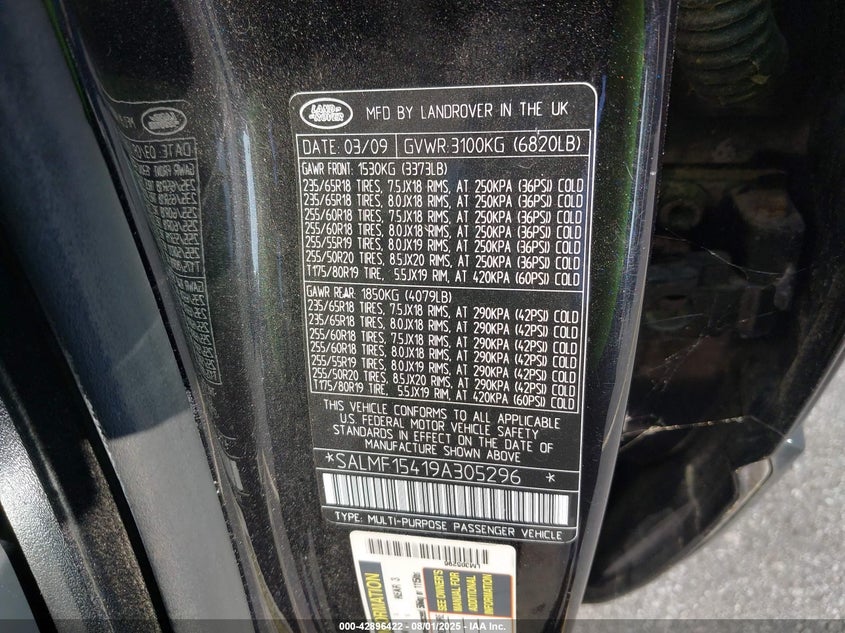 LAND ROVER
MFD BY LANDROVER IN THE UK
DATE: 03/09 GVWR: 3100KG (6820LB)
GAWR FRONT: 1530KG (3373LB)
235/65R18 TIRES, 7.5JX18 RIMS, AT 250KPA (36PSI) COLD
235/65R18 TIRES, 8.0JX18 RIMS, AT 250KPA (36PSI) COLD
255/60R18 TIRES, 7.5JX18 RIMS, AT 250KPA (36PSI) COLD
255/60R18 TIRES, 8.0JX18 RIMS, AT 250KPA (36PSI) COLD
255/55R19 TIRES, 8.0JX19 RIMS, AT 250KPA (36PSI) COLD
255/50R20 TIRES, 8.5JX20 RIMS, AT 250KPA (36PSI) COLD
T175/80R19 TIRE, 5.5JX19 RIM, AT 420KPA (60PSI) COLD
GAWR REAR: 1850KG (4079LB)
235/65R18 TIRES, 7.5JX18 RIMS, AT 290KPA (42PSI) COLD
235/65R18 TIRES, 8.0JX18 RIMS, AT 290KPA (42PSI) COLD
255/60R18 TIRES, 7.5JX18 RIMS, AT 290KPA (42PSI) COLD
255/60R18 TIRES, 8.0JX18 RIMS, AT 290KPA (42PSI) COLD
255/55R19 TIRES, 8.0JX19 RIMS, AT 290KPA (42PSI) COLD
255/50R20 TIRES, 8.5JX20 RIMS, AT 290KPA (42PSI) COLD
T175/80R19 TIRE, 5.5JX19 RIM, AT 420KPA (60PSI) COLD
THIS VEHICLE CONFORMS TO ALL APPLICABLE
U.S. FEDERAL MOTOR VEHICLE SAFETY
STANDARDS IN EFFECT ON THE DATE OF
MANUFACTURE SHOWN ABOVE
*SALMF15419A305296 *
TYPE: MULTI-PURPOSE PASSENGER VEHICLE
REAR 3
SEE OWNER'S
MANUAL FOR
ADDITIONAL
INFORMATION
000-42896422 - 08/01/2025 - IAA, Inc.